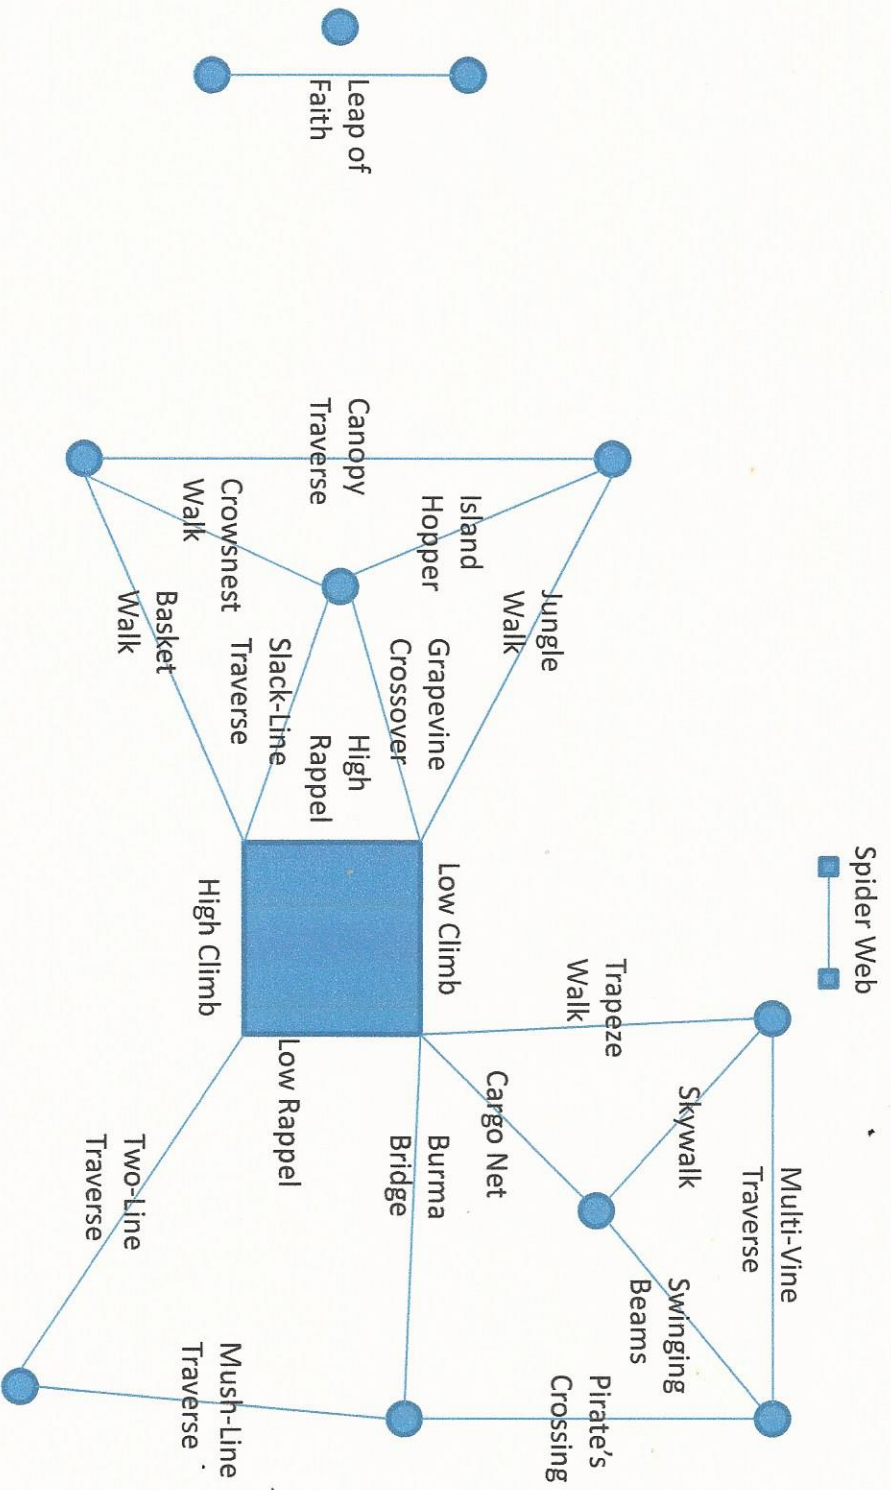 Spider Web
Multi-Vine
Traverse
Skywalk
Swinging
Beams
Trapeze
Walk
Pirate's
Crossing
Cargo Net
Jungle
Walk
Island
Hopper
Grapevine
Crossover
Low Climb
Burma
Bridge
Leap of
Faith
Canopy
Traverse
High
Rappel
Low Rappel
Slack-Line
Traverse
Crowsnest
Walk
High Climb
Mush-Line
Traverse
Basket
Walk
Two-Line
Traverse